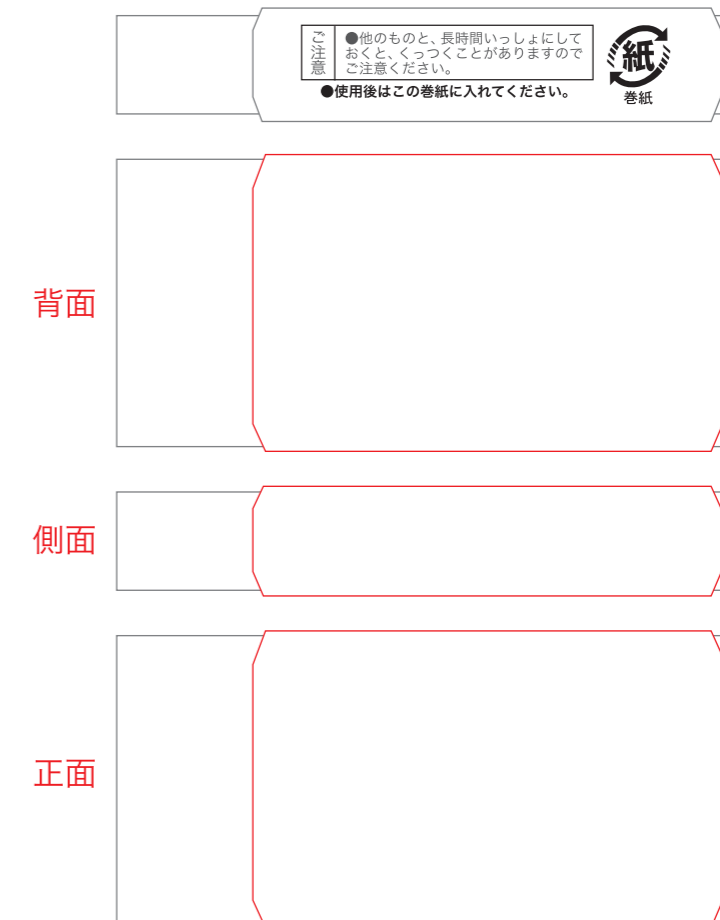 ご注意
●他のものと、長時間いっしょにして
おくと、くっつくことがありますので
ご注意ください。
●使用後はこの巻紙に入れてください。
紙
巻紙
背面
側面
正面